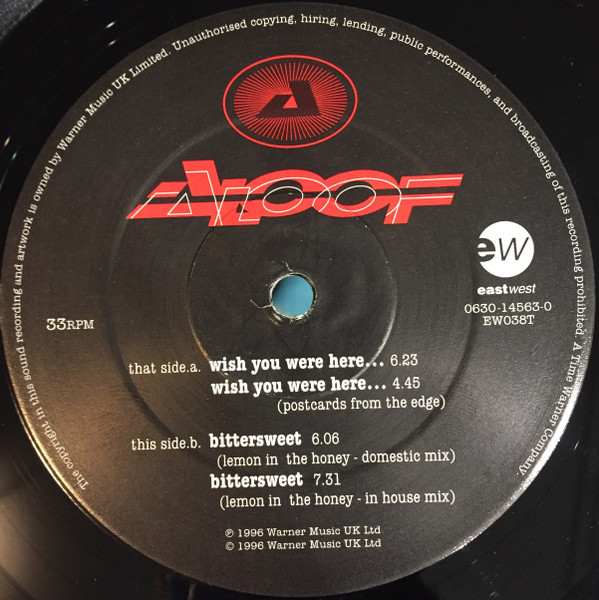 The copyright in this sound recording and artwork is owned by Warner Music UK Limited. Unauthorised copying, hiring, lending, public performances, and broadcasting of this recording prohibited. A Time Warner Company
A
ALOOF
ew
eastwest
0630-14563-0
EW038T
33RPM
that side.a. wish you were here... 6.23
wish you were here... 4.45
(postcards from the edge)
this side.b. bittersweet 6.06
(lemon in the honey - domestic mix)
bittersweet 7.31
(lemon in the honey - in house mix)
℗ 1996 Warner Music UK Ltd
© 1996 Warner Music UK Ltd